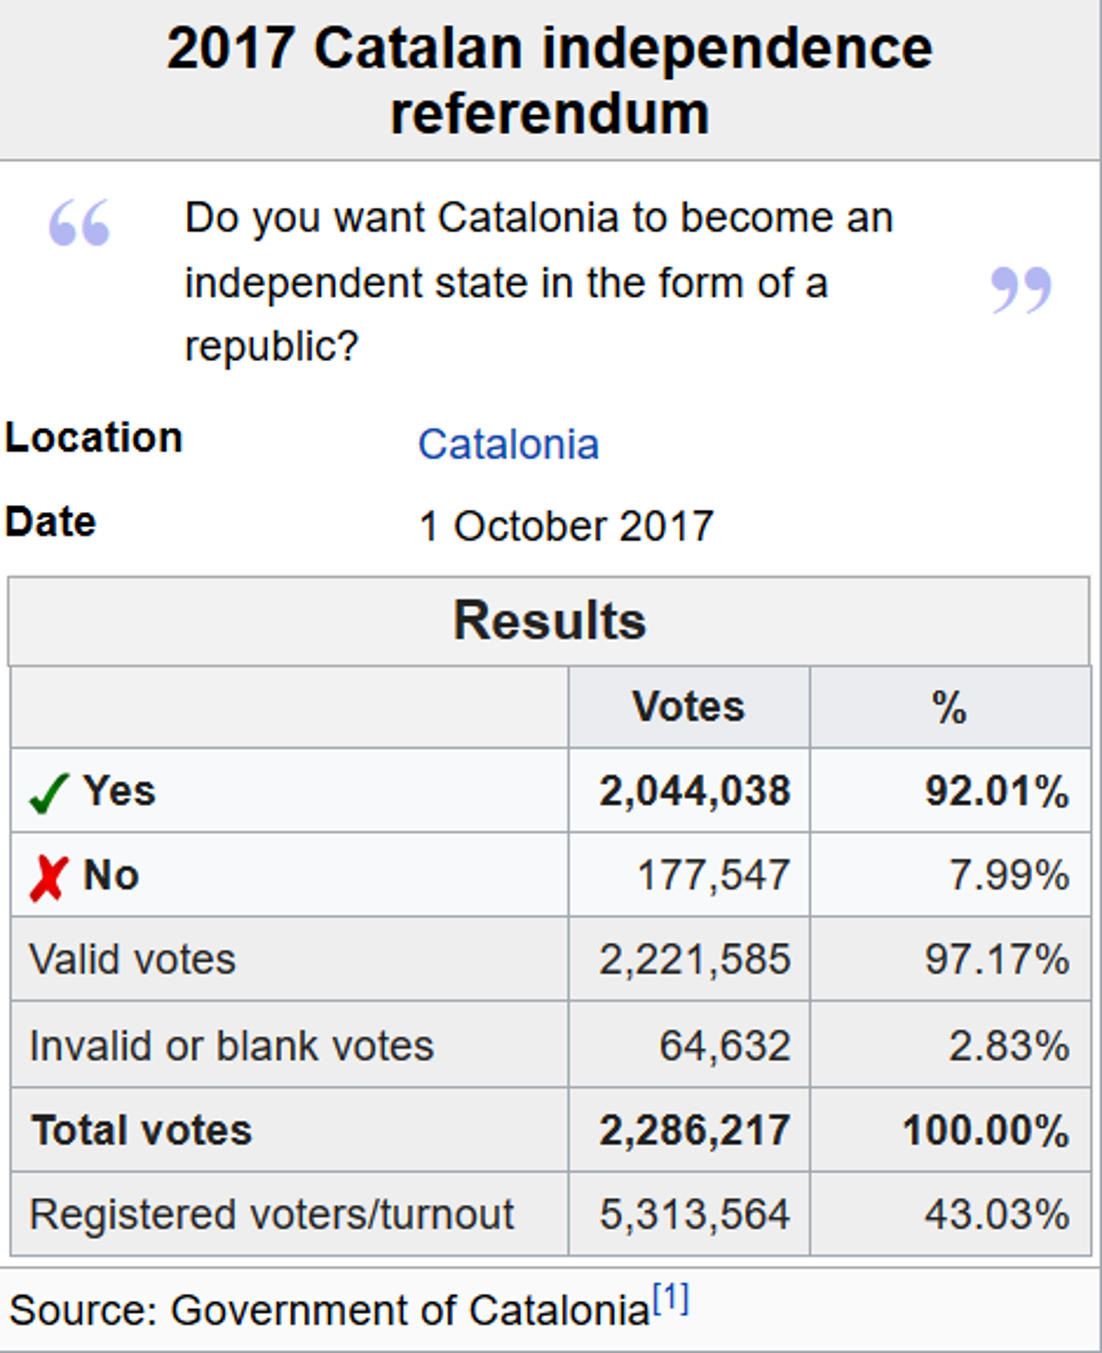 2017 Catalan independence
referendum
“ Do you want Catalonia to become an
independent state in the form of a ”
republic?
Location Catalonia
Date 1 October 2017
Results
Votes %
✓ Yes 2,044,038 92.01%
✗ No 177,547 7.99%
Valid votes 2,221,585 97.17%
Invalid or blank votes 64,632 2.83%
Total votes 2,286,217 100.00%
Registered voters/turnout 5,313,564 43.03%
Source: Government of Catalonia[1]